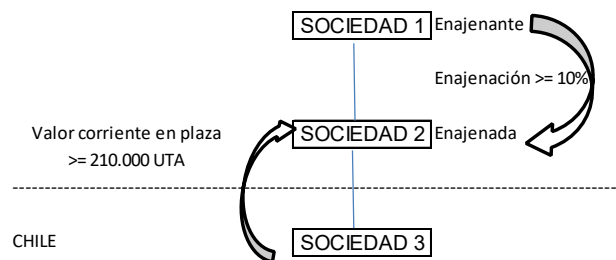 SOCIEDAD 1 Enajenante
Enajenación >= 10%
Valor corriente en plaza
>= 210.000 UTA
SOCIEDAD 2 Enajenada
CHILE
SOCIEDAD 3